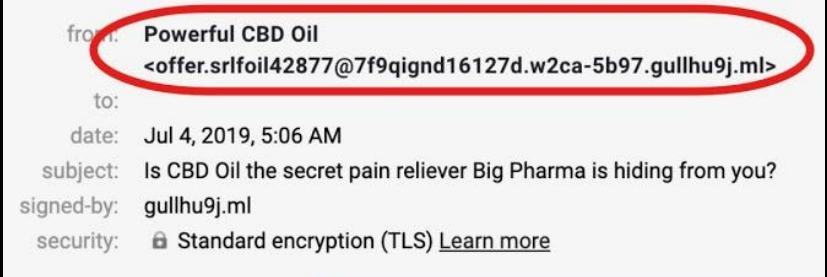 from: Powerful CBD Oil
<offer.srlfoil42877@7f9qignd16127d.w2ca-5b97.gullhu9j.ml>
to:
date: Jul 4, 2019, 5:06 AM
subject: Is CBD Oil the secret pain reliever Big Pharma is hiding from you?
signed-by: gullhu9j.ml
security: Standard encryption (TLS) Learn more